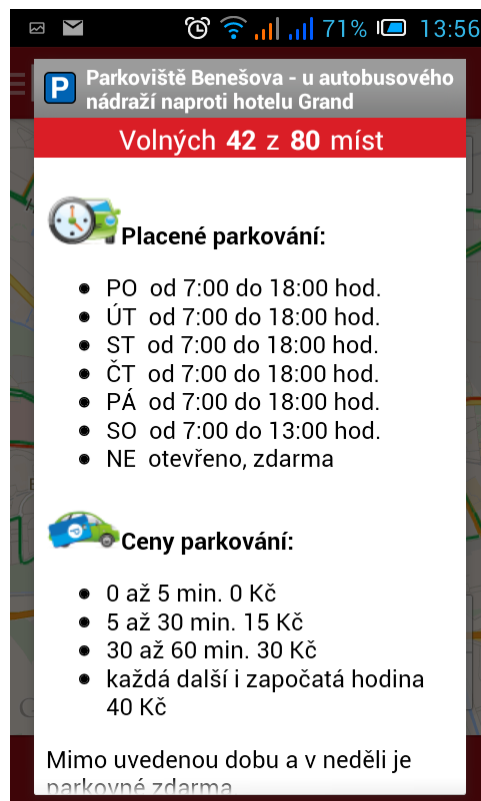 71% 13:56
P
Parkoviště Benešova - u autobusového
nádraží naproti hotelu Grand
Volných 42 z 80 míst
Placené parkování:
PO od 7:00 do 18:00 hod.
ÚT od 7:00 do 18:00 hod.
ST od 7:00 do 18:00 hod.
ČT od 7:00 do 18:00 hod.
PÁ od 7:00 do 18:00 hod.
SO od 7:00 do 13:00 hod.
NE otevřeno, zdarma
Ceny parkování:
0 až 5 min. 0 Kč
5 až 30 min. 15 Kč
30 až 60 min. 30 Kč
každá další i započatá hodina
40 Kč
Mimo uvedenou dobu a v neděli je
parkovné zdarma